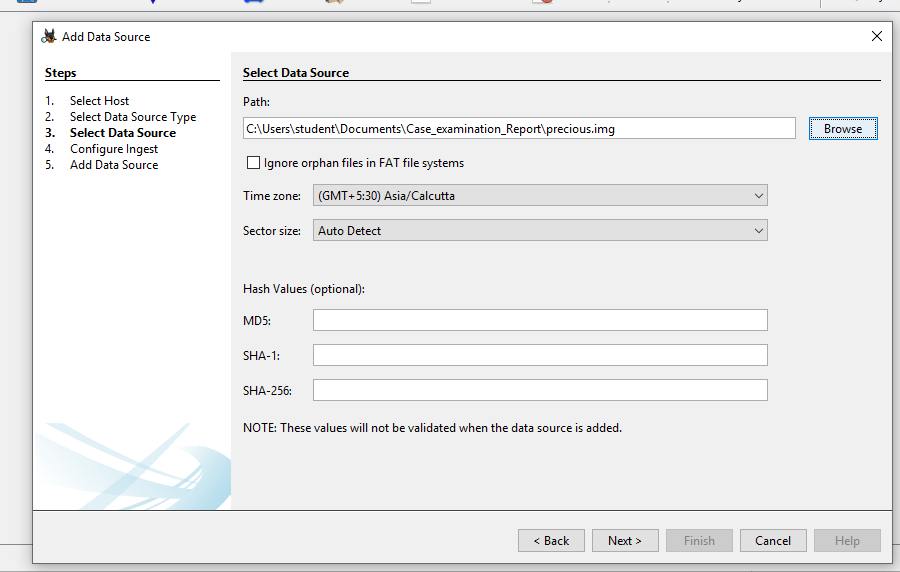 Add Data Source
Steps
1. Select Host
2. Select Data Source Type
3. Select Data Source
4. Configure Ingest
5. Add Data Source
Select Data Source
Path:
C:\Users\student\Documents\Case_examination_Report\precious.img
Browse
Ignore orphan files in FAT file systems
Time zone: (GMT+5:30) Asia/Calcutta
Sector size: Auto Detect
Hash Values (optional):
MD5:
SHA-1:
SHA-256:
NOTE: These values will not be validated when the data source is added.
< Back Next > Finish Cancel Help